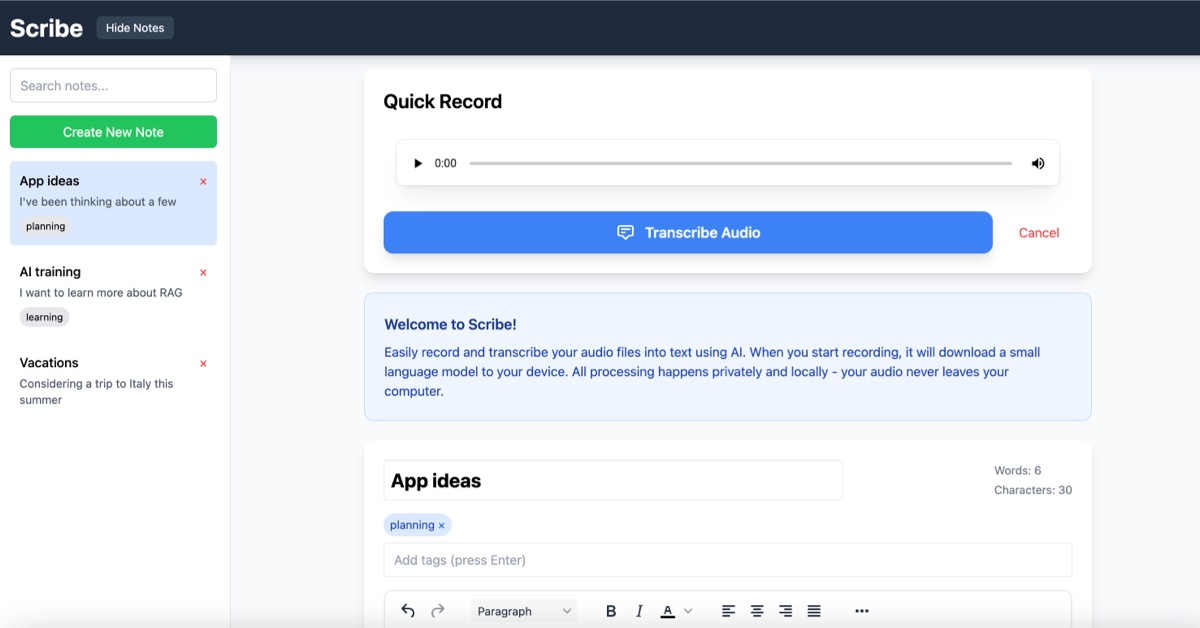 Scribe
Hide Notes
Search notes...
Create New Note
App ideas ×
I've been thinking about a few
planning
AI training ×
I want to learn more about RAG
learning
Vacations ×
Considering a trip to Italy this
summer
Quick Record
0:00
Transcribe Audio
Cancel
Welcome to Scribe!
Easily record and transcribe your audio files into text using AI. When you start recording, it will download a small
language model to your device. All processing happens privately and locally - your audio never leaves your
computer.
App ideas
Words: 6
Characters: 30
planning ×
Add tags (press Enter)
Paragraph
B I A